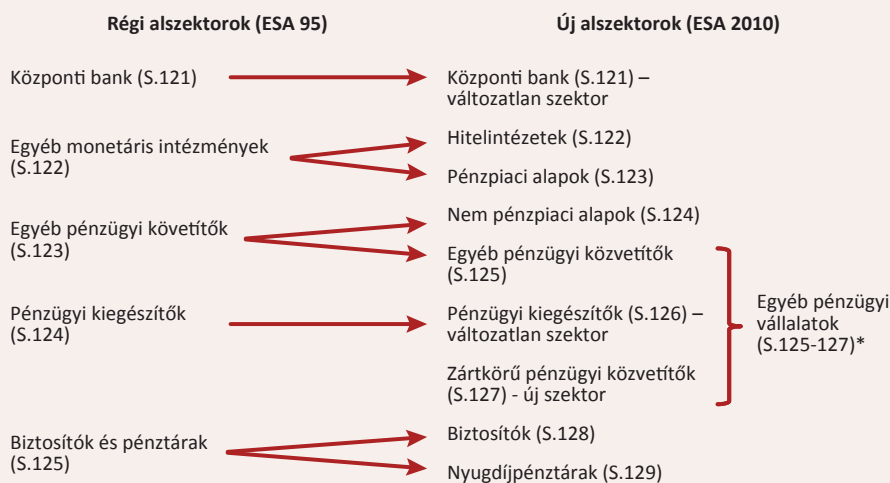 Régi alszektorok (ESA 95)
Új alszektorok (ESA 2010)
Központi bank (S.121)
Központi bank (S.121) –
változatlan szektor
Egyéb monetáris intézmények
(S.122)
Hitelintézetek (S.122)
Pénzpiaci alapok (S.123)
Egyéb pénzügyi követítők
(S.123)
Nem pénzpiaci alapok (S.124)
Egyéb pénzügyi közvetítők
(S.125)
Pénzügyi kiegészítők
(S.124)
Pénzügyi kiegészítők (S.126) –
változatlan szektor
Zártkörű pénzügyi közvetítők
(S.127) - új szektor
Egyéb pénzügyi
vállalatok
(S.125-127)*
Biztosítók és pénztárak
(S.125)
Biztosítók (S.128)
Nyugdíjpénztárak (S.129)